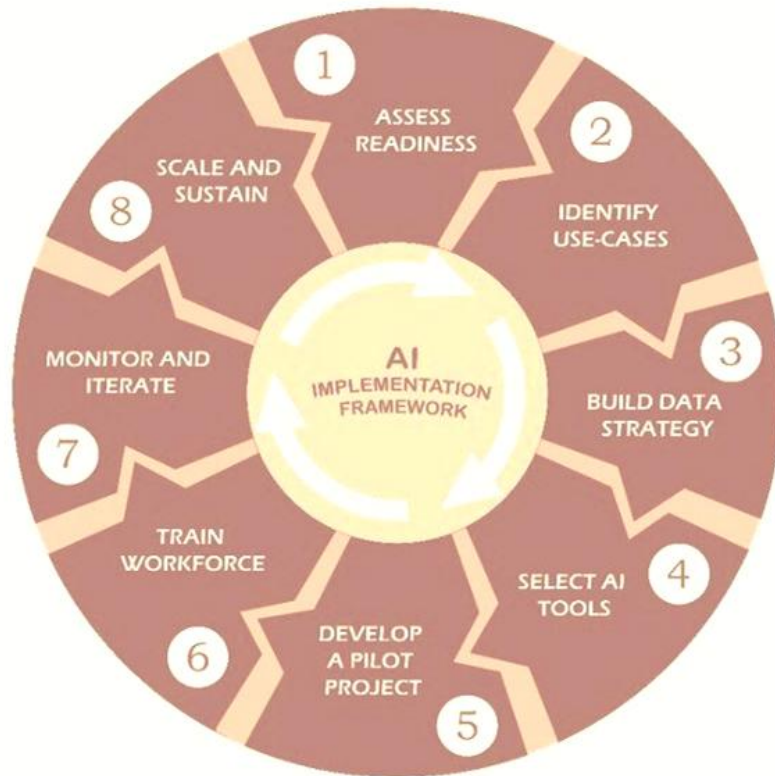 AI
IMPLEMENTATION
FRAMEWORK
1
ASSESS
READINESS
2
IDENTIFY
USE-CASES
3
BUILD DATA
STRATEGY
4
SELECT AI
TOOLS
5
DEVELOP
A PILOT
PROJECT
6
TRAIN
WORKFORCE
7
MONITOR AND
ITERATE
8
SCALE AND
SUSTAIN